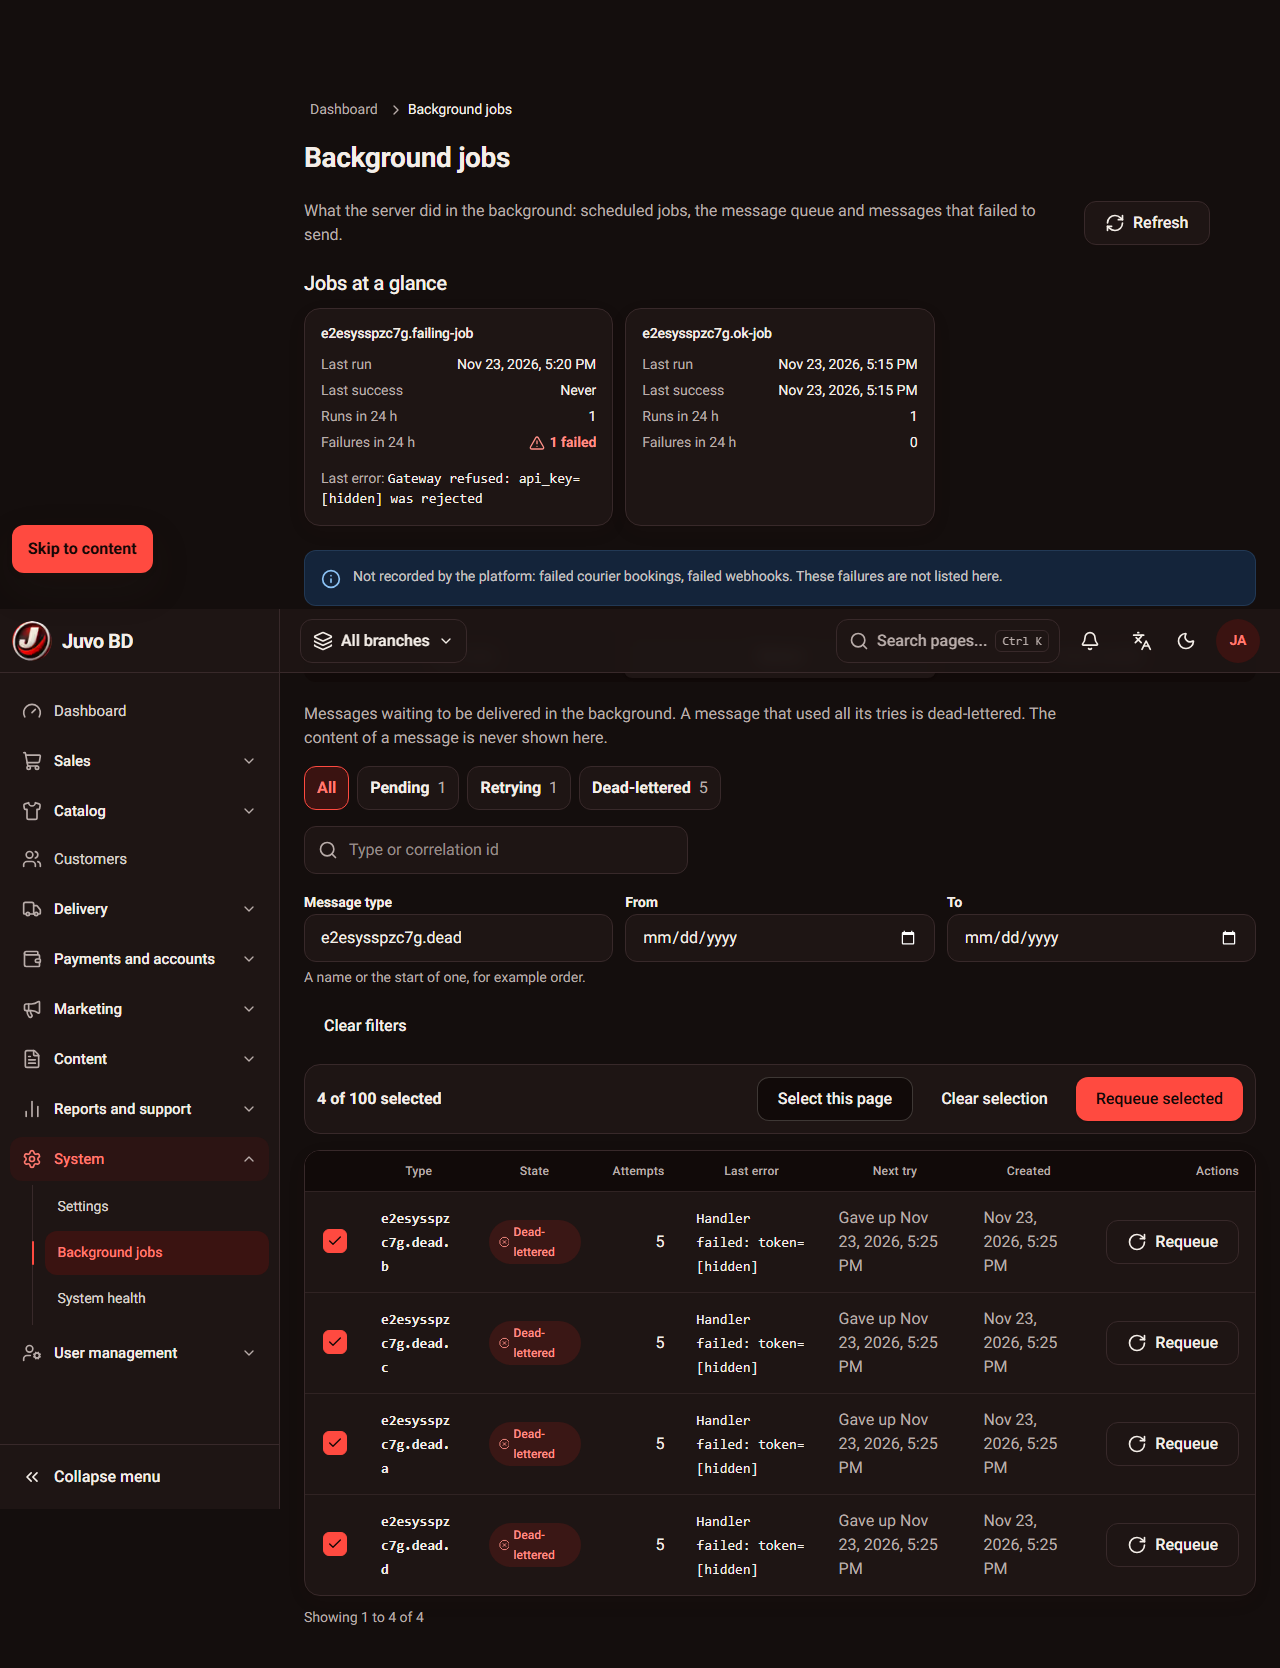 Dashboard > Background jobs
Background jobs
What the server did in the background: scheduled jobs, the message queue and messages that failed to
send.
Refresh
Jobs at a glance
e2esysspzc7g.failing-job
Last run Nov 23, 2026, 5:20 PM
Last success Never
Runs in 24 h 1
Failures in 24 h 1 failed
Last error: Gateway refused: api_key=
[hidden] was rejected
e2esysspzc7g.ok-job
Last run Nov 23, 2026, 5:15 PM
Last success Nov 23, 2026, 5:15 PM
Runs in 24 h 1
Failures in 24 h 0
Skip to content
Not recorded by the platform: failed courier bookings, failed webhooks. These failures are not listed here.
J Juvo BD
All branches
Search pages... Ctrl K
JA
Dashboard
Sales
Catalog
Customers
Delivery
Payments and accounts
Marketing
Content
Reports and support
System
Settings
Background jobs
System health
User management
Collapse menu
Messages waiting to be delivered in the background. A message that used all its tries is dead-lettered. The
content of a message is never shown here.
All Pending 1 Retrying 1 Dead-lettered 5
Type or correlation id
Message type From To
e2esysspzc7g.dead mm/dd/yyyy mm/dd/yyyy
A name or the start of one, for example order.
Clear filters
4 of 100 selected Select this page Clear selection Requeue selected
Type State Attempts Last error Next try Created Actions
e2esysspz
c7g.dead.
b
Dead-
lettered
5
Handler
failed: token=
[hidden]
Gave up Nov
23, 2026, 5:25
PM
Nov 23,
2026, 5:25
PM
Requeue
e2esysspz
c7g.dead.
c
Dead-
lettered
5
Handler
failed: token=
[hidden]
Gave up Nov
23, 2026, 5:25
PM
Nov 23,
2026, 5:25
PM
Requeue
e2esysspz
c7g.dead.
a
Dead-
lettered
5
Handler
failed: token=
[hidden]
Gave up Nov
23, 2026, 5:25
PM
Nov 23,
2026, 5:25
PM
Requeue
e2esysspz
c7g.dead.
d
Dead-
lettered
5
Handler
failed: token=
[hidden]
Gave up Nov
23, 2026, 5:25
PM
Nov 23,
2026, 5:25
PM
Requeue
Showing 1 to 4 of 4